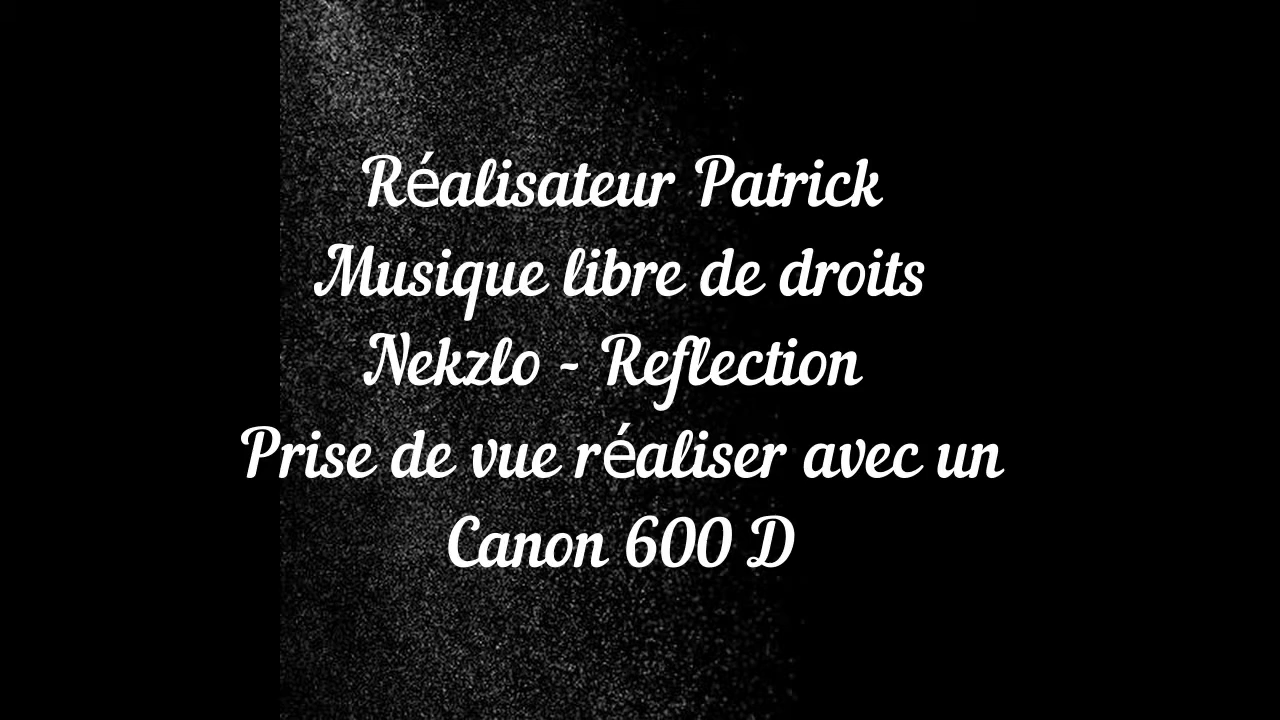 Réalisateur Patrick
Musique libre de droits
Nekzlo - Reflection
Prise de vue réaliser avec un
Canon 600 D